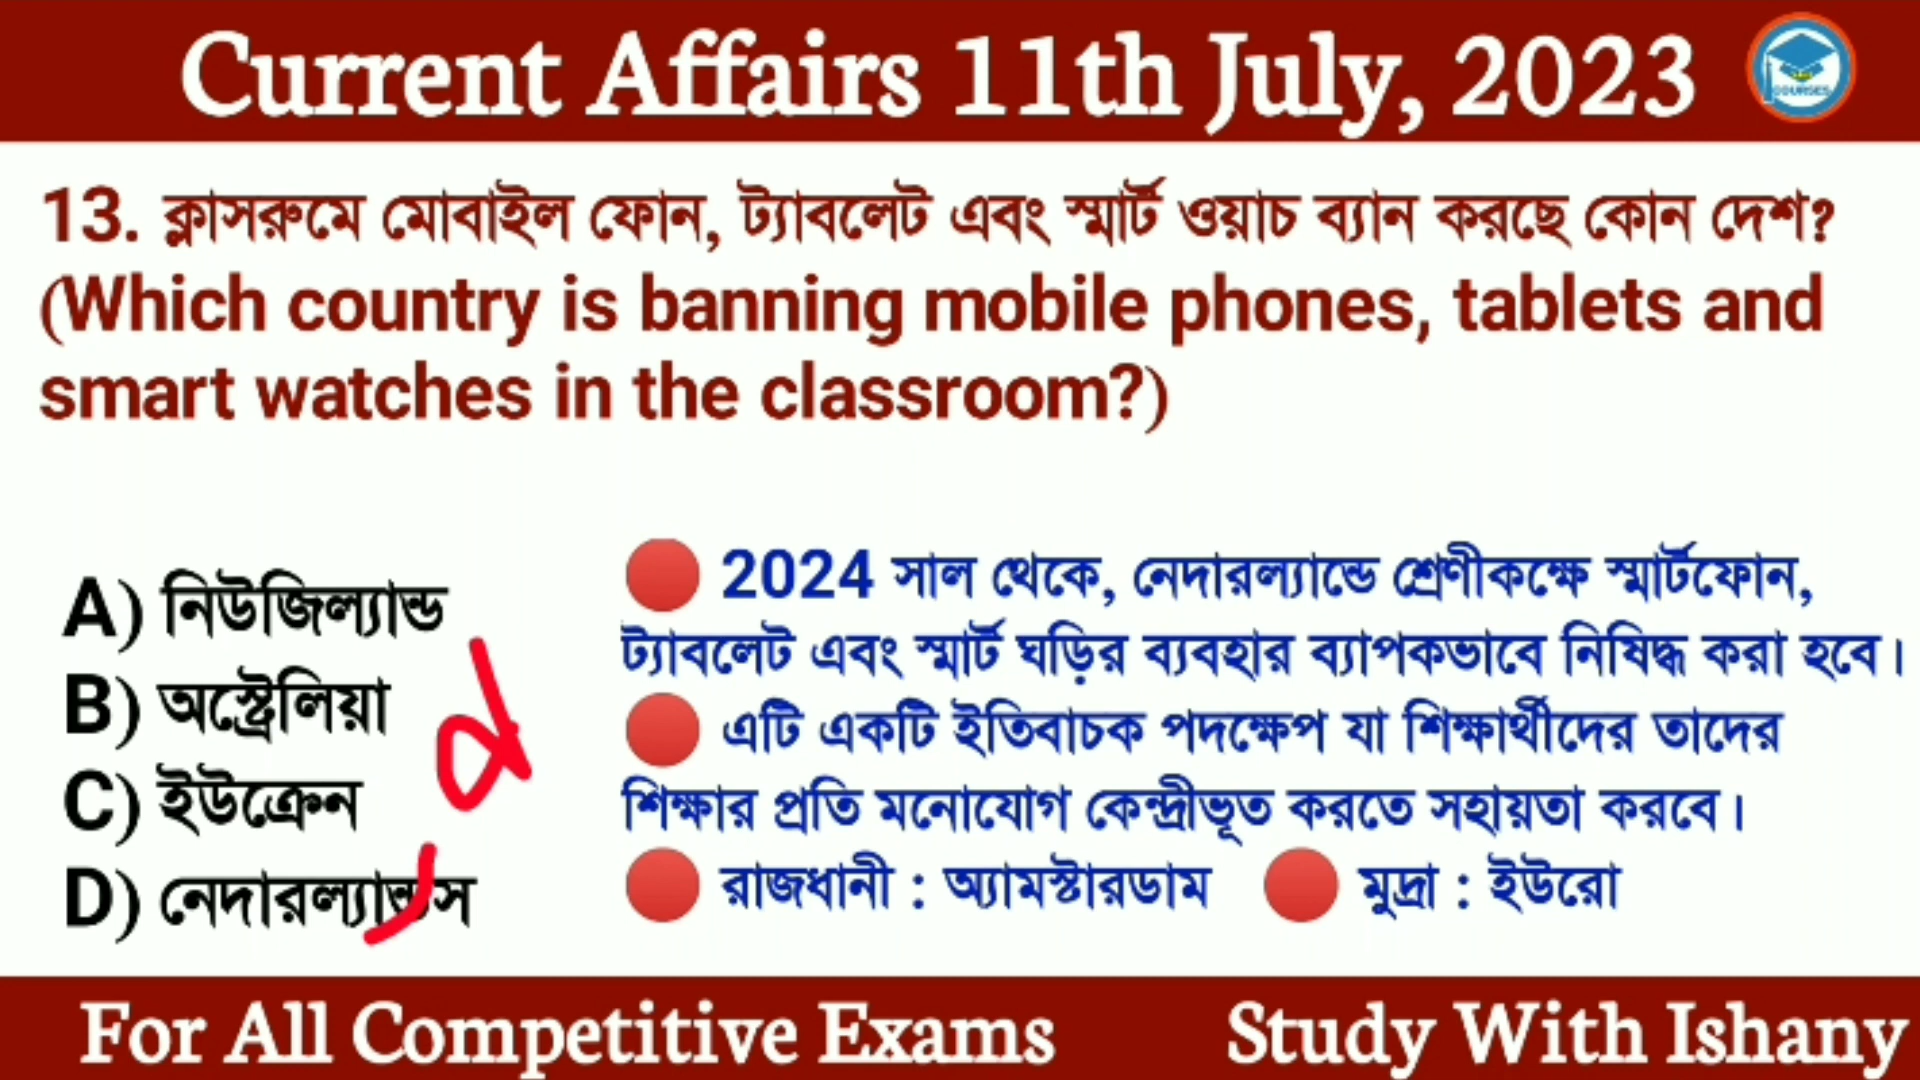 Current Affairs 11th July, 2023
COURSES
13. ক্লাসরুমে মোবাইল ফোন, ট্যাবলেট এবং স্মার্ট ওয়াচ ব্যান করছে কোন দেশ?
(Which country is banning mobile phones, tablets and
smart watches in the classroom?)
A) নিউজিল্যান্ড
B) অস্ট্রেলিয়া
C) ইউক্রেন
D) নেদারল্যান্ডস
d
2024 সাল থেকে, নেদারল্যান্ডে শ্রেণীকক্ষে স্মার্টফোন,
ট্যাবলেট এবং স্মার্ট ঘড়ির ব্যবহার ব্যাপকভাবে নিষিদ্ধ করা হবে।
এটি একটি ইতিবাচক পদক্ষেপ যা শিক্ষার্থীদের তাদের
শিক্ষার প্রতি মনোযোগ কেন্দ্রীভূত করতে সহায়তা করবে।
রাজধানী : অ্যামস্টারডাম মুদ্রা : ইউরো
For All Competitive Exams Study With Ishany